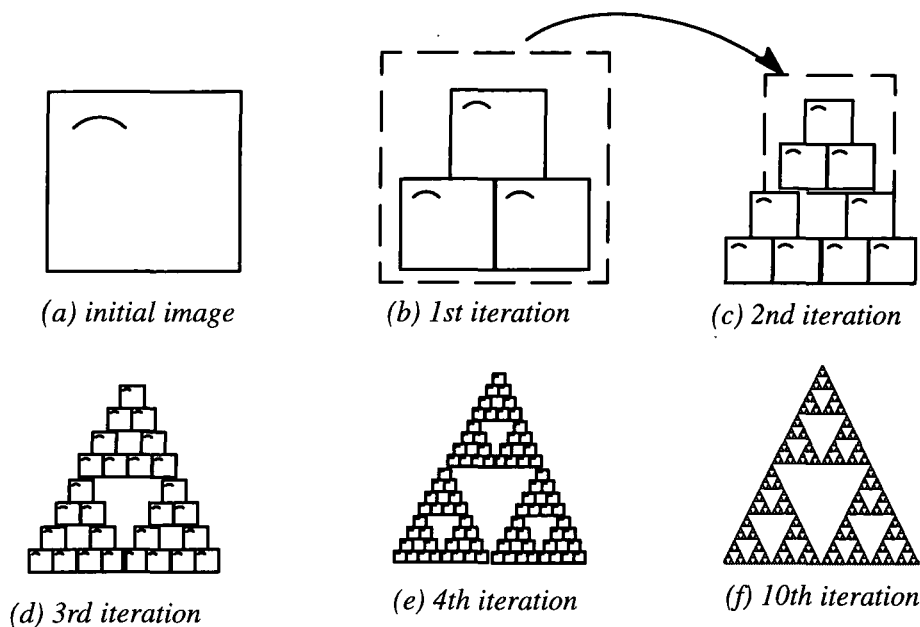 (a) initial image
(b) 1st iteration
(c) 2nd iteration
(d) 3rd iteration
(e) 4th iteration
(f) 10th iteration